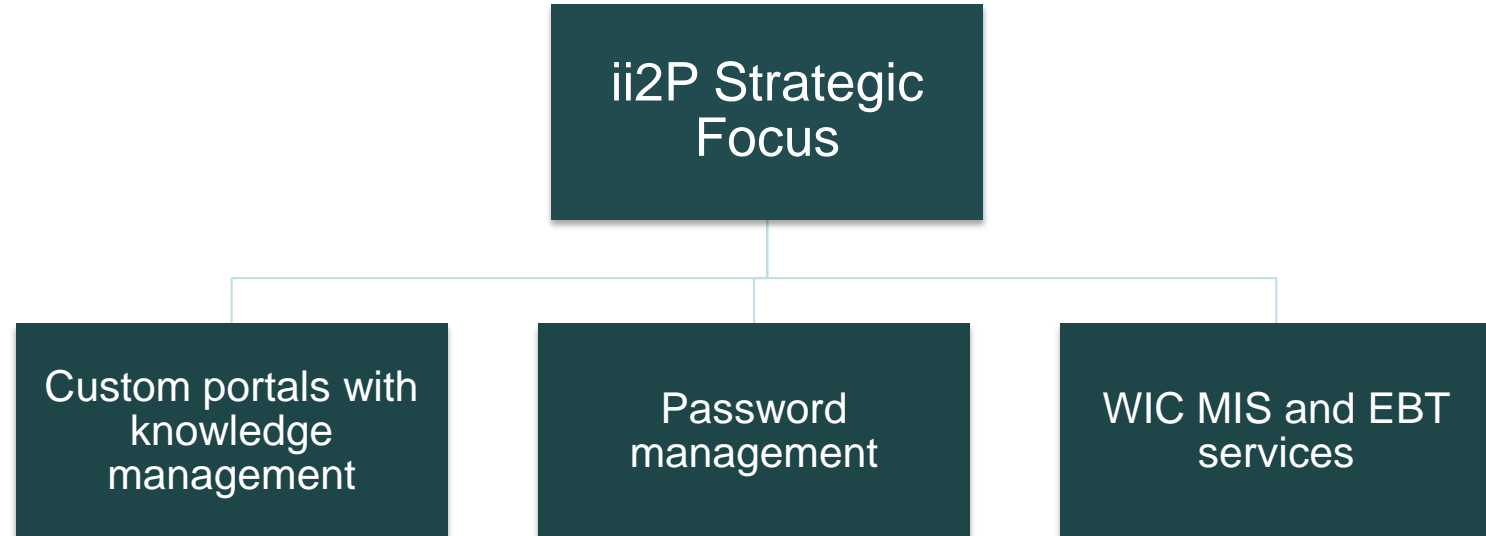 ii2P Strategic
Focus
Custom portals with
knowledge
management
Password
management
WIC MIS and EBT
services